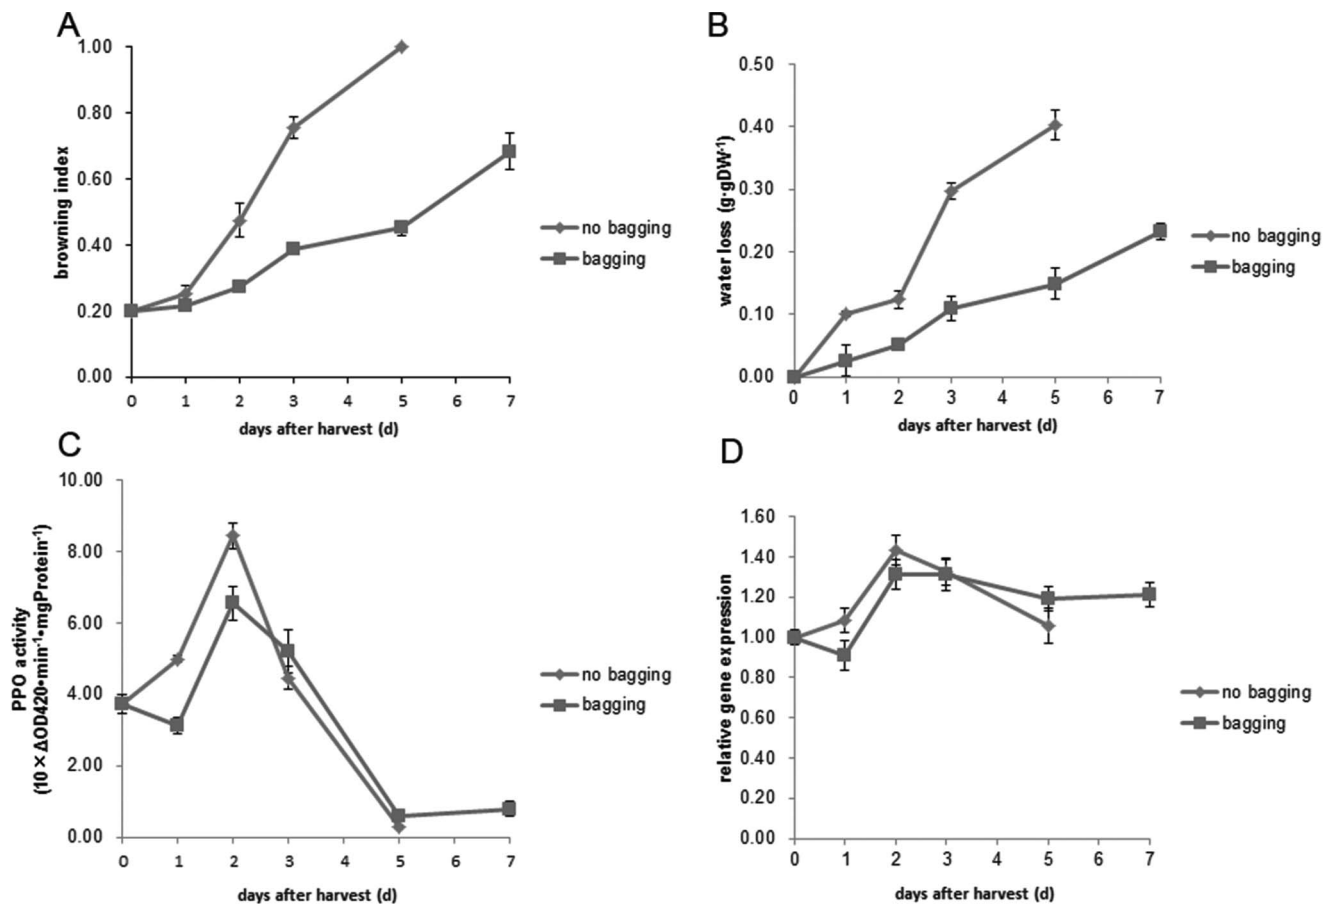 A
1.00
0.80
0.60
0.40
0.20
0.00
browning index
0 1 2 3 4 5 6 7
days after harvest (d)
no bagging
bagging
B
0.50
0.40
0.30
0.20
0.10
0.00
water loss (g·gDW-1)
0 1 2 3 4 5 6 7
days after harvest (d)
no bagging
bagging
C
10.00
8.00
6.00
4.00
2.00
0.00
PPO activity
(10×ΔOD420•min-1•mgProtein-1)
0 1 2 3 4 5 6 7
days after harvest (d)
no bagging
bagging
D
1.60
1.40
1.20
1.00
0.80
0.60
0.40
0.20
0.00
relative gene expression
0 1 2 3 4 5 6 7
days after harvest (d)
no bagging
bagging